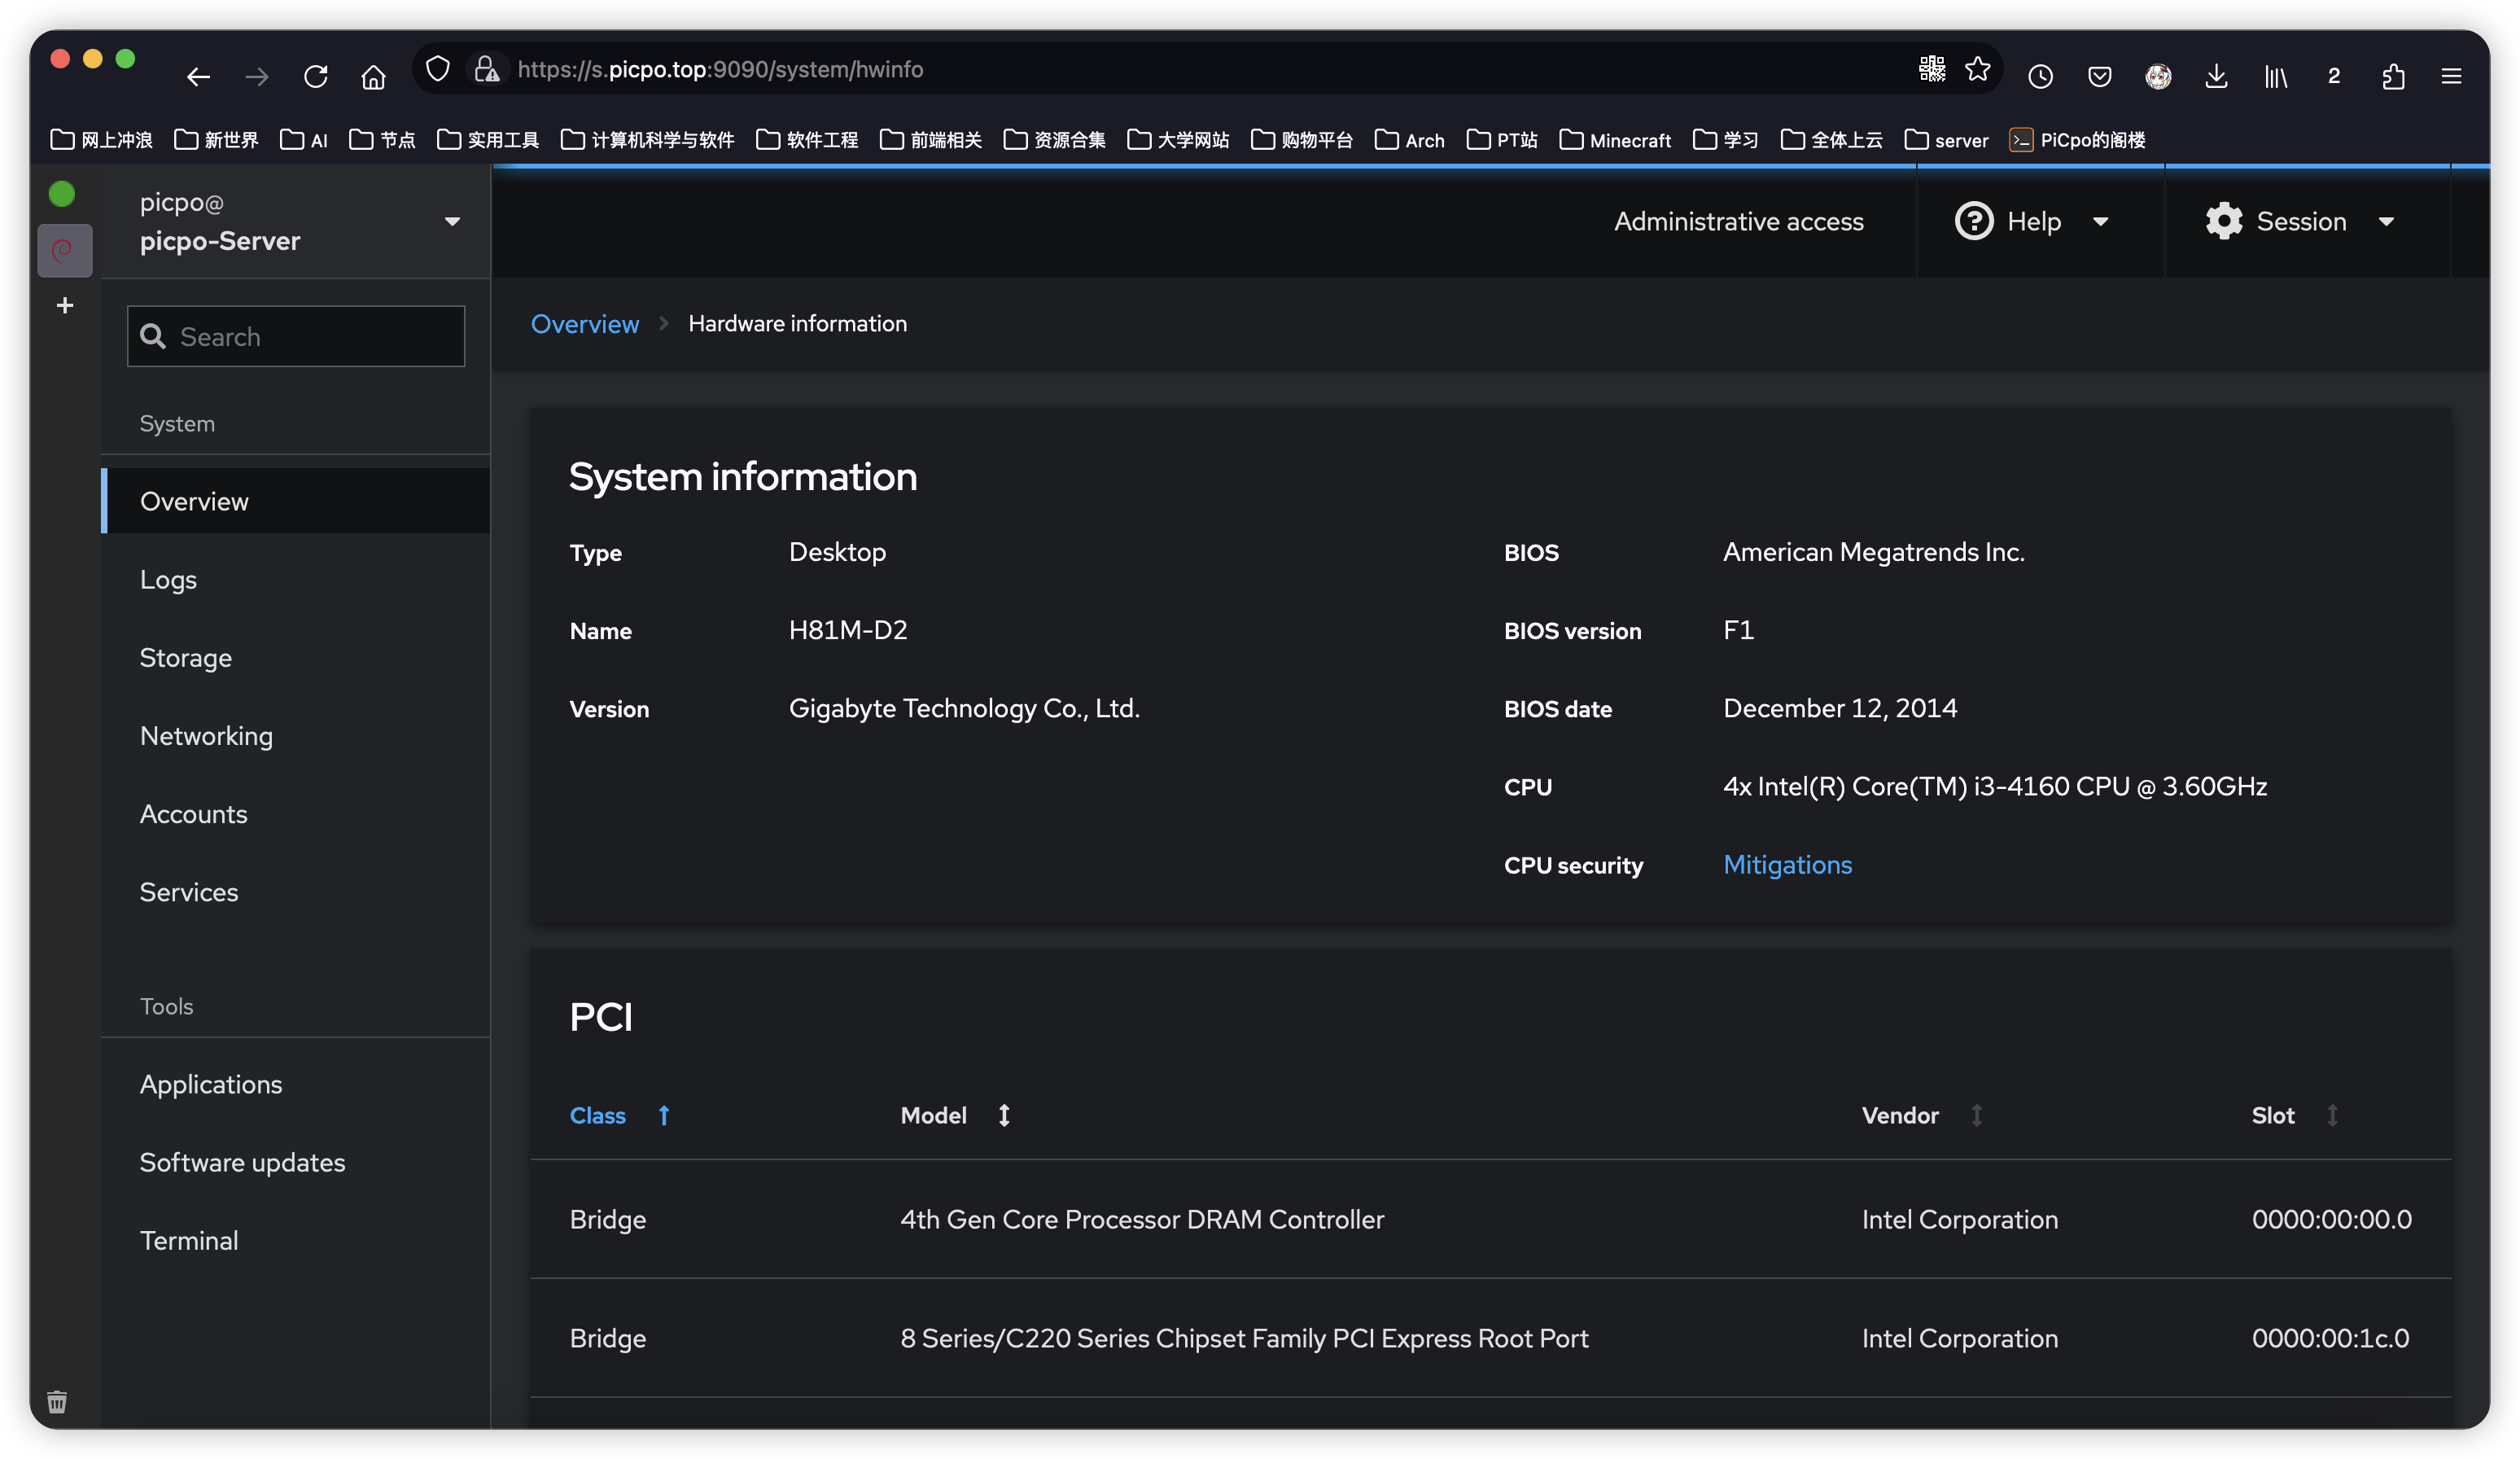 https://s.picpo.top:9090/system/hwinfo
2
网上冲浪 新世界 AI 节点 实用工具 计算机科学与软件 软件工程 前端相关 资源合集 大学网站 购物平台 Arch PT站 Minecraft 学习 全体上云 server PiCpo的阁楼
picpo@
picpo-Server
Administrative access Help Session
Search
System
Overview
Logs
Storage
Networking
Accounts
Services
Tools
Applications
Software updates
Terminal
Overview Hardware information
System information
Type Desktop
Name H81M-D2
Version Gigabyte Technology Co., Ltd.
BIOS American Megatrends Inc.
BIOS version F1
BIOS date December 12, 2014
CPU 4x Intel(R) Core(TM) i3-4160 CPU @ 3.60GHz
CPU security Mitigations
PCI
Class Model Vendor Slot
Bridge 4th Gen Core Processor DRAM Controller Intel Corporation 0000:00:00.0
Bridge 8 Series/C220 Series Chipset Family PCI Express Root Port Intel Corporation 0000:00:1c.0